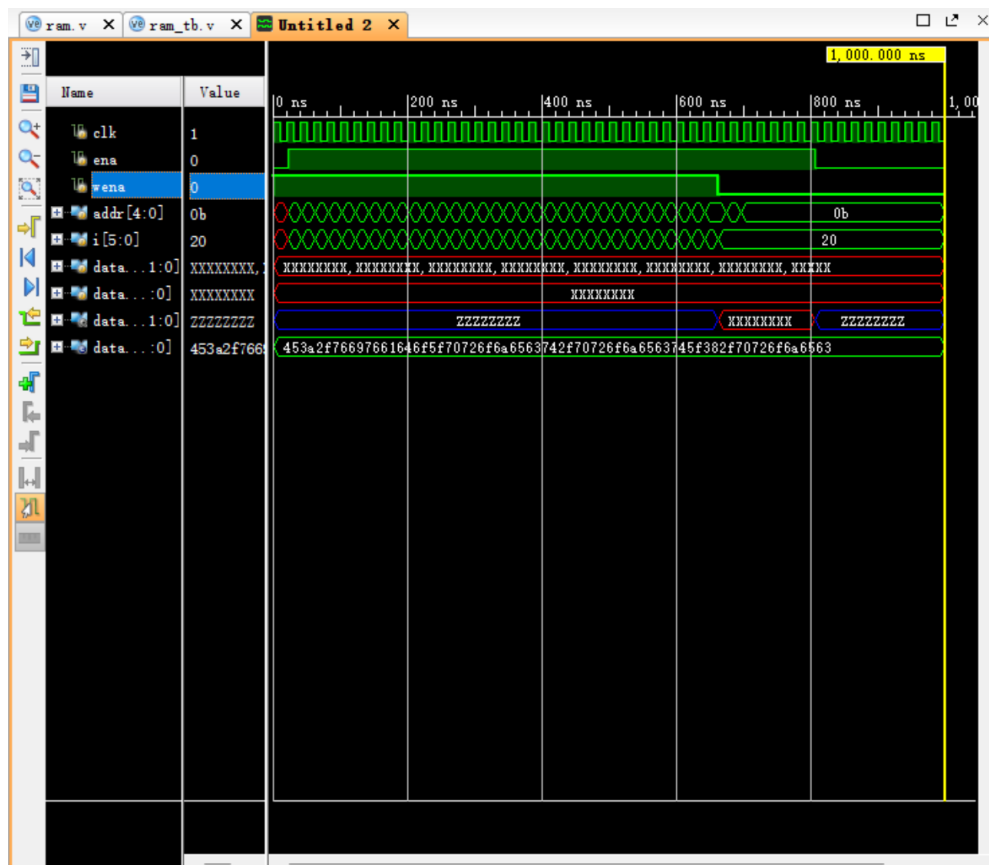 ram.v ram_tb.v Untitled 2
1,000.000 ns
Name Value
0 ns 200 ns 400 ns 600 ns 800 ns 1,00
clk 1
ena 0
wena 0
addr[4:0] 0b 0b
i[5:0] 20 20
data...1:0] XXXXXXXX, XXXXXXXX, XXXXXXXX, XXXXXXXX, XXXXXXXX, XXXXXXXX, XXXXXXXX, XXXXXXXX, XXXXX
data...:0] XXXXXXXX XXXXXXXX
data...1:0] ZZZZZZZZ ZZZZZZZZ XXXXXXXX ZZZZZZZZ
data...:0] 453a2f766 453a2f76697661646f5f70726f6a6563742f70726f6a6563745f382f70726f6a6563